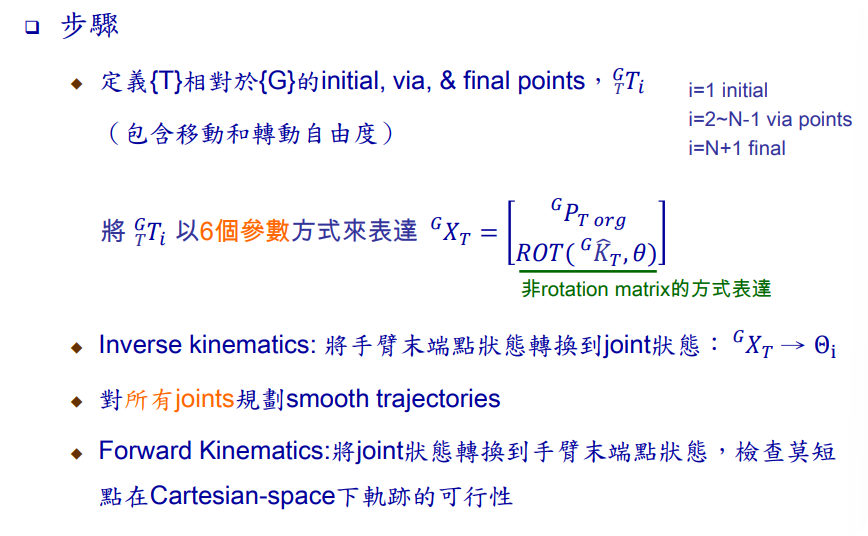 步驟
定義{T}相對於{G}的initial, via, & final points，$^G_T T_i$
（包含移動和轉動自由度）
i=1 initial
i=2~N-1 via points
i=N+1 final
將 $^G_T T_i$ 以6個參數方式來表達 $^G X_T = \begin{bmatrix} ^G P_{T\ org} \\ ROT(^G \hat{K}_T, \theta) \end{bmatrix}$
非rotation matrix的方式表達
Inverse kinematics: 將手臂末端點狀態轉換到joint狀態： $^G X_T \rightarrow \Theta_i$
對所有joints規劃smooth trajectories
Forward Kinematics:將joint狀態轉換到手臂末端點狀態，檢查莫短
點在Cartesian-space下軌跡的可行性